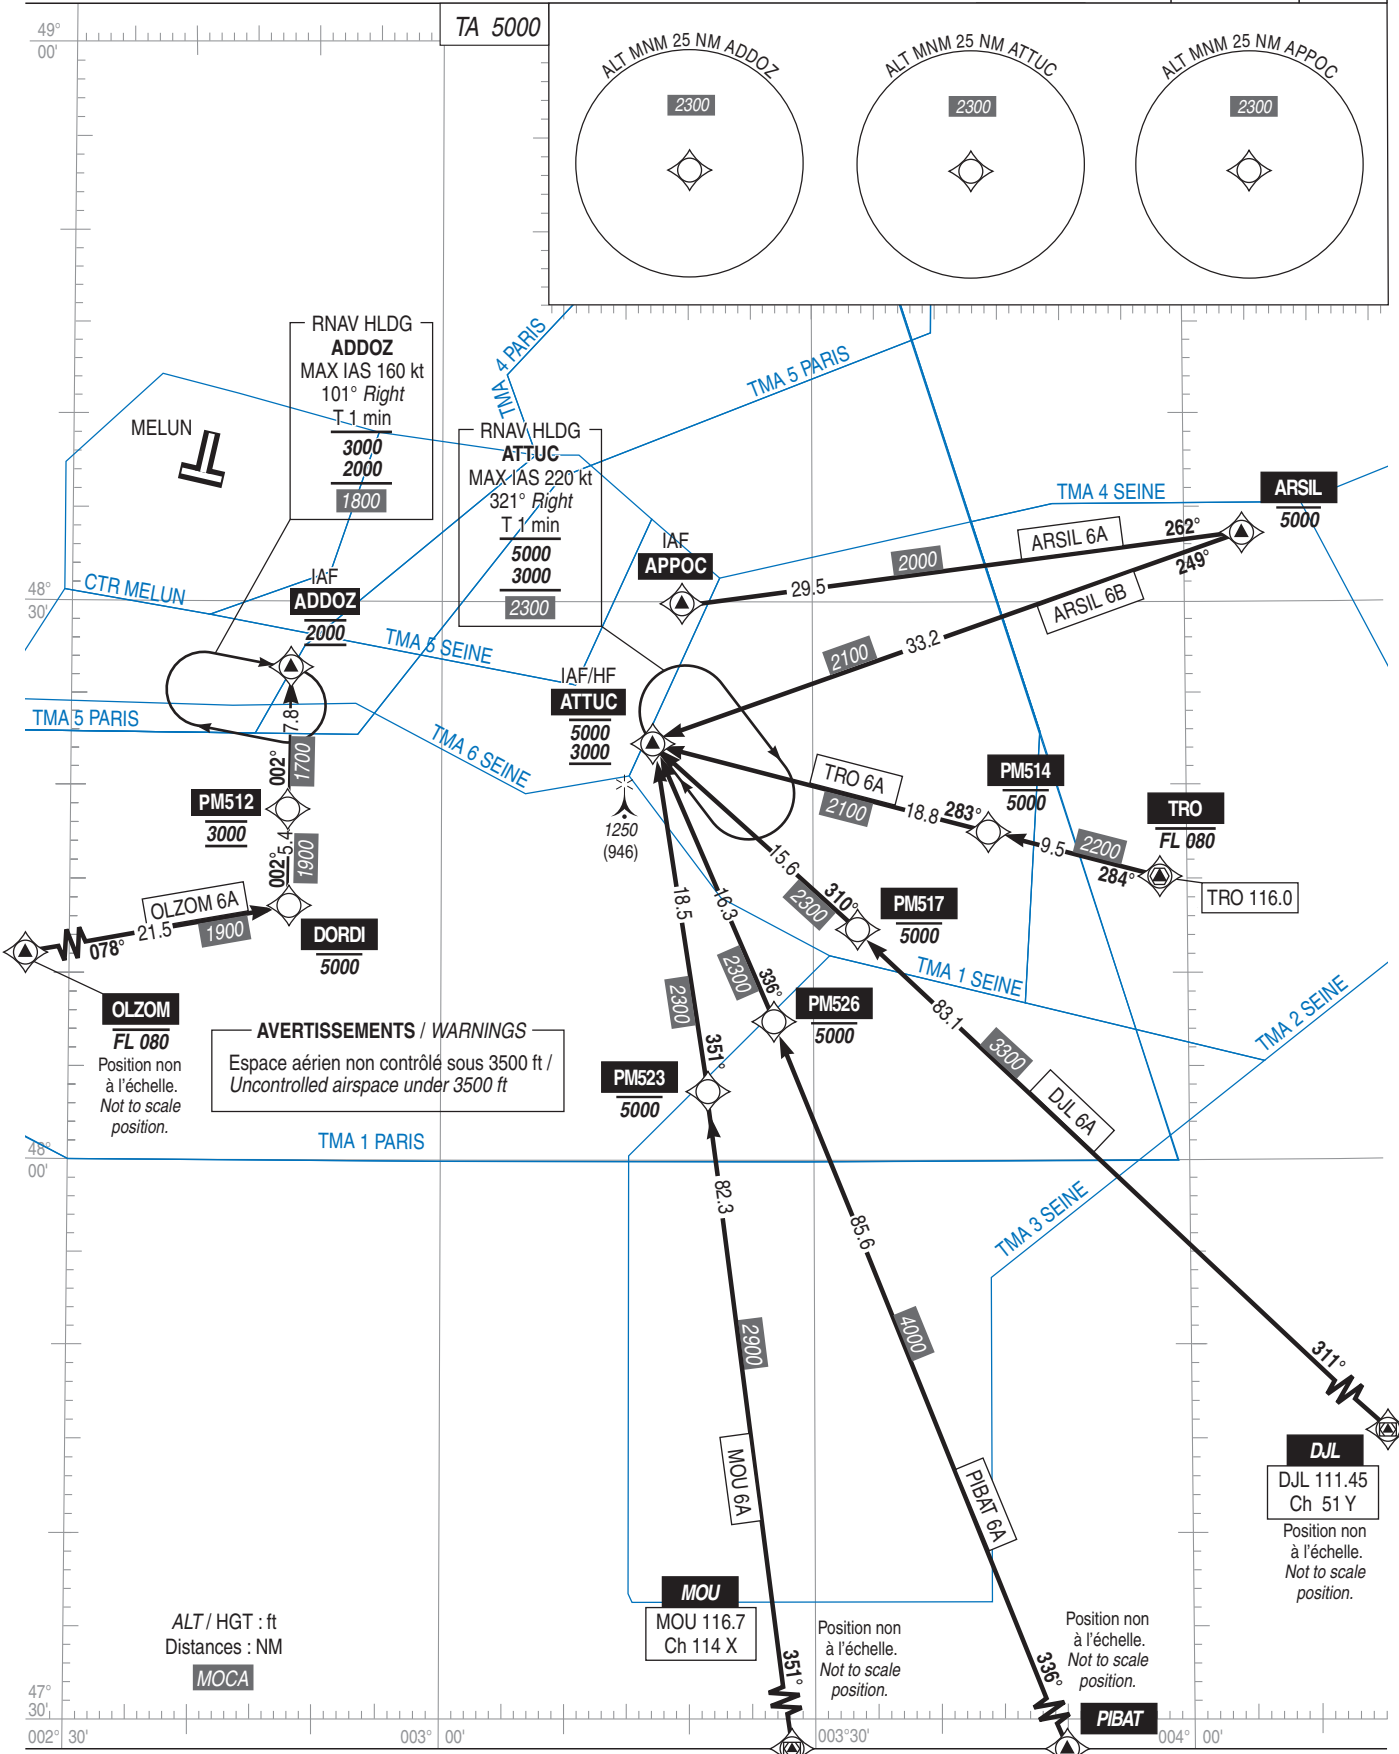 49°
00'
TA 5000
ALT MNM 25 NM ADDOZ
2300
ALT MNM 25 NM ATTUC
2300
ALT MNM 25 NM APPOC
2300
RNAV HLDG
ADDOZ
MAX IAS 160 kt
101° Right
T 1 min
3000
2000
1800
TMA 4 PARIS
TMA 5 PARIS
MELUN
RNAV HLDG
ATTUC
MAX IAS 220 kt
321° Right
T 1 min
5000
3000
2300
TMA 4 SEINE
ARSIL
5000
IAF
APPOC
29.5
2000
ARSIL 6A
262°
249°
ARSIL 6B
33.2
2100
48°
30'
CTR MELUN
IAF
ADDOZ
2000
TMA 5 SEINE
IAF/HF
ATTUC
5000
3000
TMA 5 PARIS
TMA 6 SEINE
7.8
002°
1700
PM512
3000
5.4
002°
1900
1250
(946)
TRO 6A
2100
18.8
283°
PM514
5000
9.5
2200
284°
TRO
FL 080
TRO 116.0
OLZOM 6A
078°
21.5
1900
DORDI
5000
OLZOM
FL 080
Position non
à l'échelle.
Not to scale
position.
AVERTISSEMENTS / WARNINGS
Espace aérien non contrôlé sous 3500 ft /
Uncontrolled airspace under 3500 ft
15.6
310°
2300
PM517
5000
16.3
2300
336°
PM526
5000
18.5
2300
351°
PM523
5000
TMA 1 SEINE
TMA 2 SEINE
83.1
3300
DJL 6A
48°
00'
TMA 1 PARIS
TMA 3 SEINE
82.3
2900
MOU 6A
85.6
4000
PIBAT 6A
311°
DJL
DJL 111.45
Ch 51 Y
Position non
à l'échelle.
Not to scale
position.
MOU
MOU 116.7
Ch 114 X
351°
Position non
à l'échelle.
Not to scale
position.
Position non
à l'échelle.
Not to scale
position.
336°
PIBAT
ALT / HGT : ft
Distances : NM
MOCA
47°
30'
002° 30'
003° 00'
003°30'
004° 00'